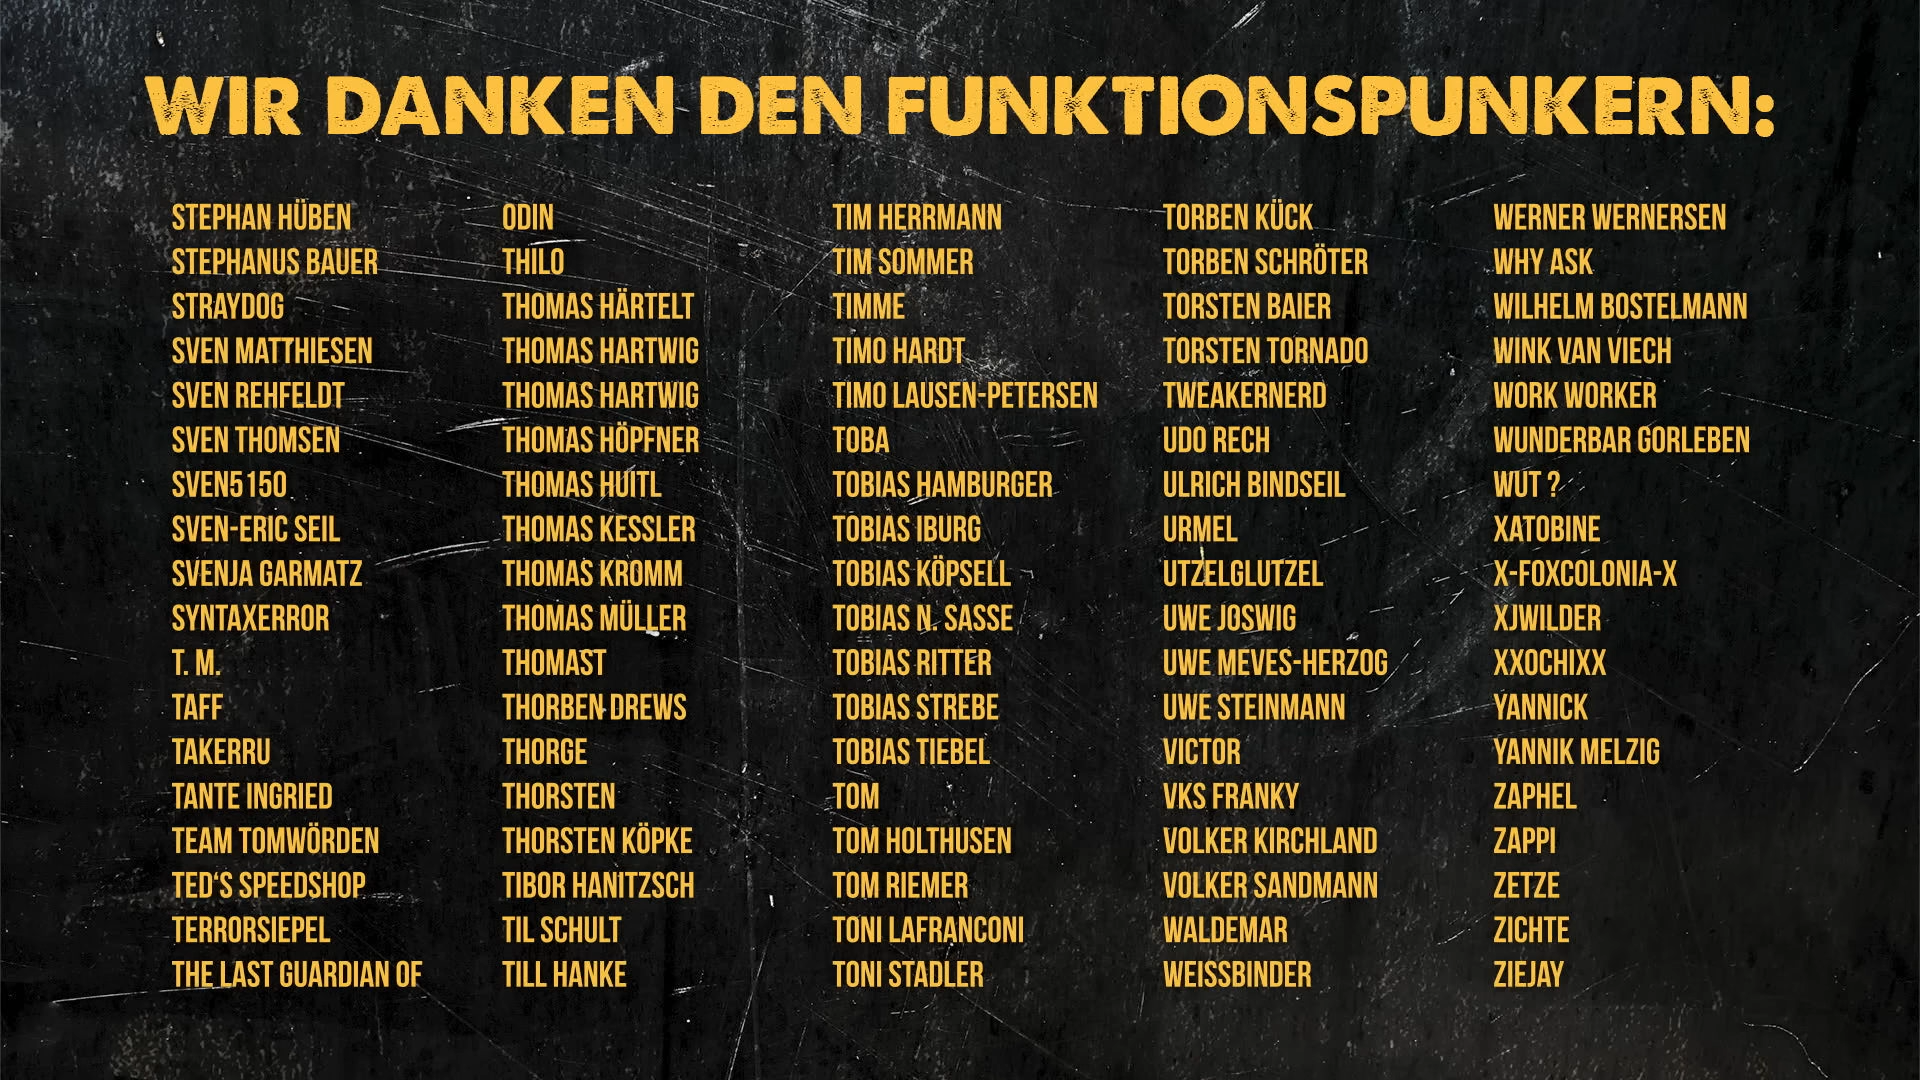 WIR DANKEN DEN FUNKTIONSPUNKERN:
STEPHAN HÜBEN
STEPHANUS BAUER
STRAYDOG
SVEN MATTHIESEN
SVEN REHFELDT
SVEN THOMSEN
SVEN5150
SVEN-ERIC SEIL
SVENJA GARMATZ
SYNTAXERROR
T. M.
TAFF
TAKERRU
TANTE INGRIED
TEAM TOMWÖRDEN
TED‘S SPEEDSHOP
TERRORSIEPEL
THE LAST GUARDIAN OF
ODIN
THILO
THOMAS HÄRTELT
THOMAS HARTWIG
THOMAS HARTWIG
THOMAS HÖPFNER
THOMAS HUITL
THOMAS KESSLER
THOMAS KROMM
THOMAS MÜLLER
THOMAST
THORBEN DREWS
THORGE
THORSTEN
THORSTEN KÖPKE
TIBOR HANITZSCH
TIL SCHULT
TILL HANKE
TIM HERRMANN
TIM SOMMER
TIMME
TIMO HARDT
TIMO LAUSEN-PETERSEN
TOBA
TOBIAS HAMBURGER
TOBIAS IBURG
TOBIAS KÖPSELL
TOBIAS N. SASSE
TOBIAS RITTER
TOBIAS STREBE
TOBIAS TIEBEL
TOM
TOM HOLTHUSEN
TOM RIEMER
TONI LAFRANCONI
TONI STADLER
TORBEN KÜCK
TORBEN SCHRÖTER
TORSTEN BAIER
TORSTEN TORNADO
TWEAKERNERD
UDO RECH
ULRICH BINDSEIL
URMEL
UTZELGLUTZEL
UWE JOSWIG
UWE MEVES-HERZOG
UWE STEINMANN
VICTOR
VKS FRANKY
VOLKER KIRCHLAND
VOLKER SANDMANN
WALDEMAR
WEISSBINDER
WERNER WERNERSEN
WHY ASK
WILHELM BOSTELMANN
WINK VAN VIECH
WORK WORKER
WUNDERBAR GORLEBEN
WUT ?
XATOBINE
X-FOXCOLONIA-X
XJWILDER
XXOCHIXX
YANNICK
YANNIK MELZIG
ZAPHEL
ZAPPI
ZETZE
ZICHTE
ZIEJAY